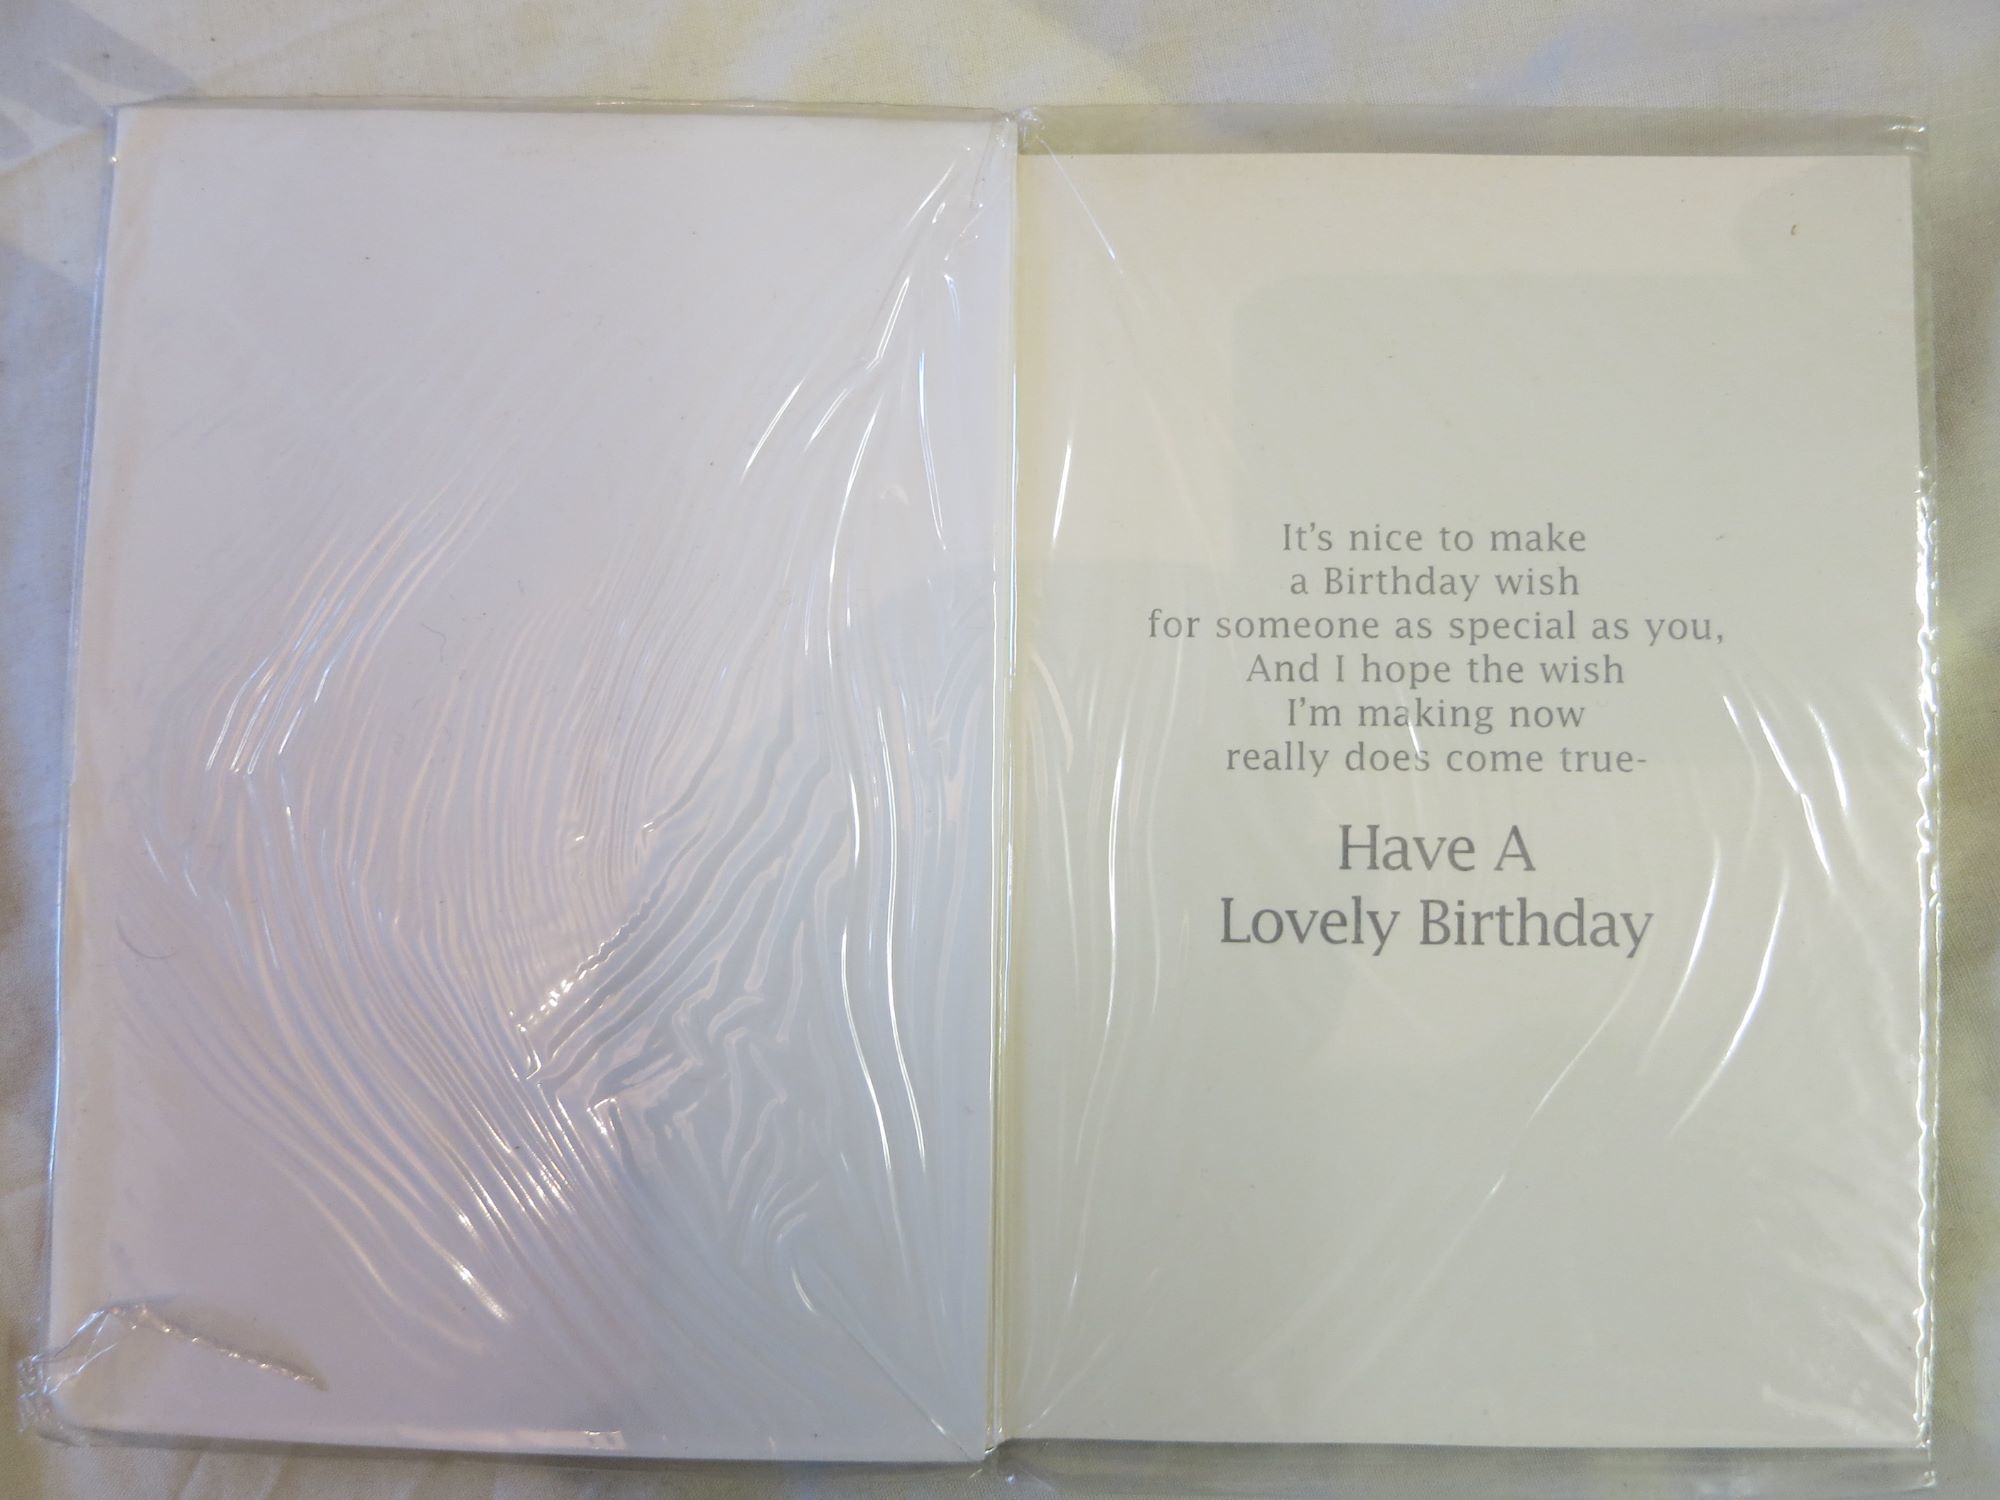 It's nice to make
a Birthday wish
for someone as special as you,
And I hope the wish
I'm making now
really does come true-
Have A
Lovely Birthday